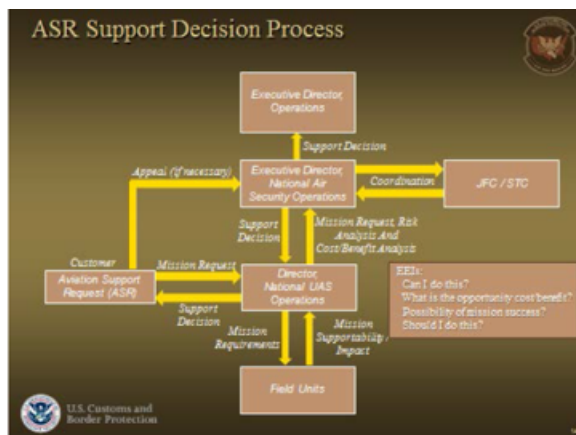 ASR Support Decision Process
Executive Director,
Operations
Support Decision
Appeal (if necessary)
Executive Director,
National Air
Security Operations
Coordination
JFC / STC
Support
Decision
Mission Request, Risk
Analysis And
Cost/Benefit Analysis
Customer
Aviation Support
Request (ASR)
Mission Request
Support
Decision
Director,
National UAS
Operations
EEIs:
Can I do this?
What is the opportunity cost/benefit?
Possibility of mission success?
Should I do this?
Mission
Requirements
Mission
Supportability /
Impact
Field Units
U.S. Customs and
Border Protection